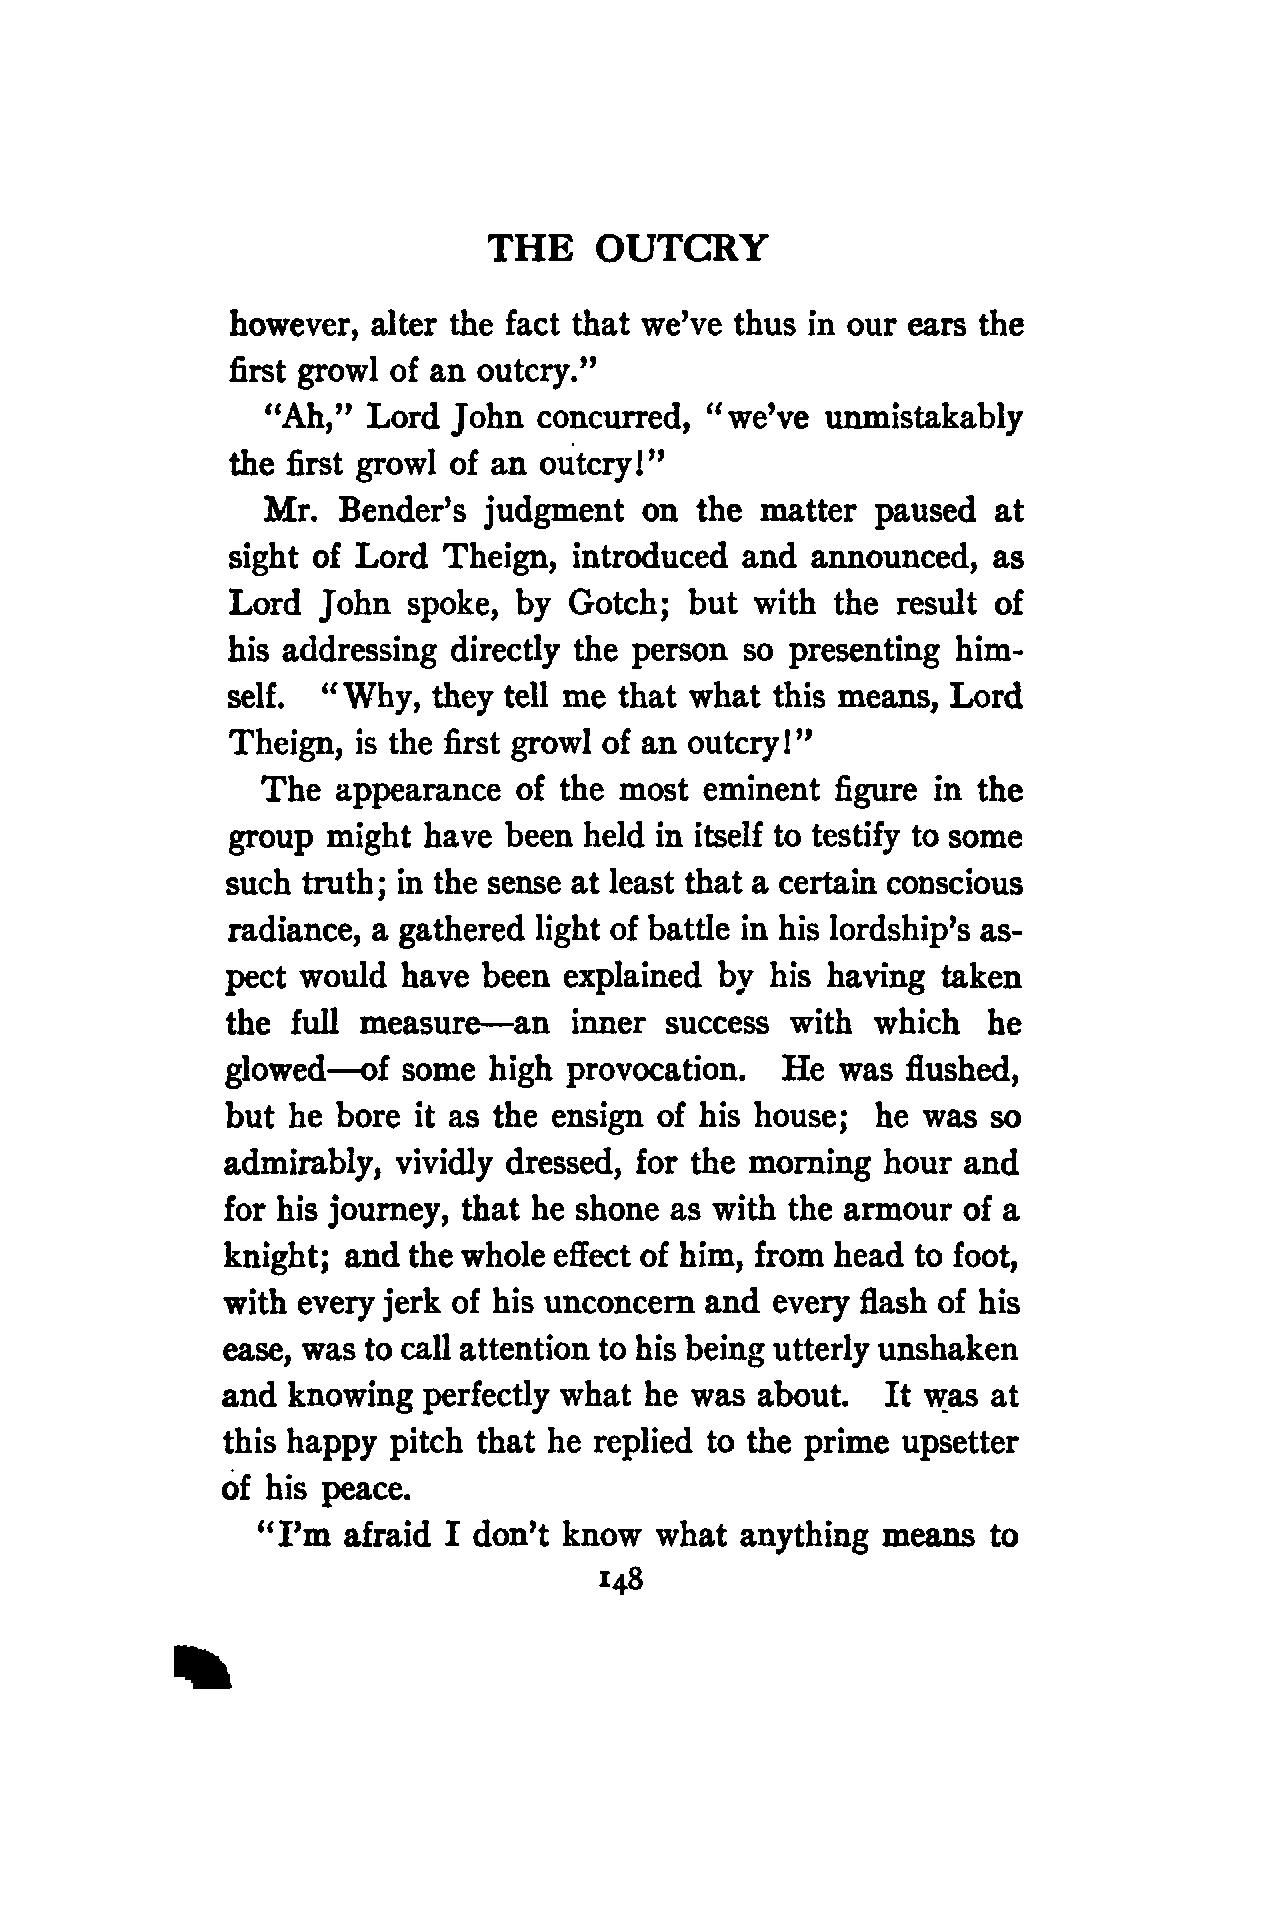 THE OUTCRY
however, alter the fact that we've thus in our ears the
first growl of an outcry."
"Ah," Lord John concurred, "we've unmistakably
the first growl of an outcry!"
Mr. Bender's judgment on the matter paused at
sight of Lord Theign, introduced and announced, as
Lord John spoke, by Gotch; but with the result of
his addressing directly the person so presenting him-
self. "Why, they tell me that what this means, Lord
Theign, is the first growl of an outcry!"
The appearance of the most eminent figure in the
group might have been held in itself to testify to some
such truth; in the sense at least that a certain conscious
radiance, a gathered light of battle in his lordship's as-
pect would have been explained by his having taken
the full measure—an inner success with which he
glowed—of some high provocation. He was flushed,
but he bore it as the ensign of his house; he was so
admirably, vividly dressed, for the morning hour and
for his journey, that he shone as with the armour of a
knight; and the whole effect of him, from head to foot,
with every jerk of his unconcern and every flash of his
ease, was to call attention to his being utterly unshaken
and knowing perfectly what he was about. It was at
this happy pitch that he replied to the prime upsetter
of his peace.
"I'm afraid I don't know what anything means to
148